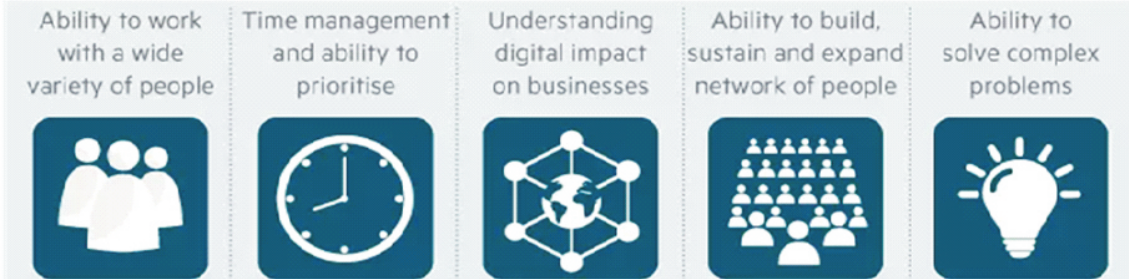 Ability to work
with a wide
variety of people
Time management
and ability to
prioritise
Understanding
digital impact
on businesses
Ability to build,
sustain and expand
network of people
Ability to
solve complex
problems